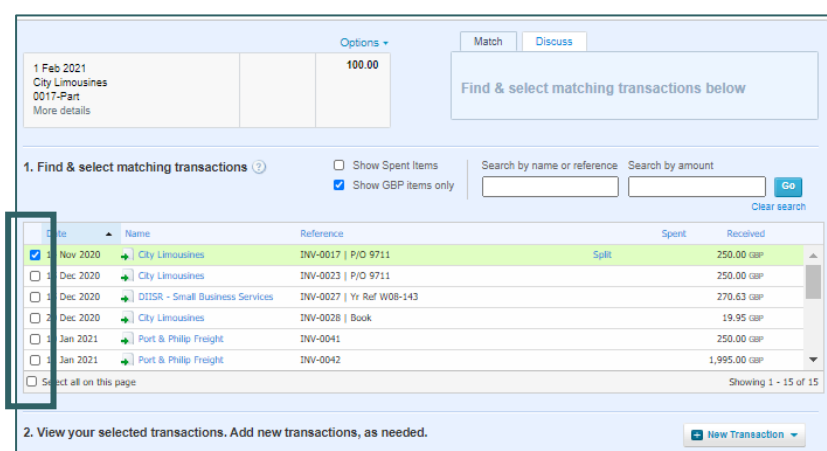 Options
Match Discuss
1 Feb 2021 100.00
City Limousines
0017-Part
More details
Find & select matching transactions below
1. Find & select matching transactions ? Show Spent Items Search by name or reference Search by amount
Show GBP items only Go
Clear search
Date Name Reference Spent Received
Nov 2020 City Limousines INV-0017 | P/O 9711 Split 250.00 GBP
Dec 2020 City Limousines INV-0023 | P/O 9711 250.00 GBP
Dec 2020 DIISR - Small Business Services INV-0027 | Yr Ref W08-143 270.63 GBP
Dec 2020 City Limousines INV-0028 | Book 19.95 GBP
Jan 2021 Port & Philip Freight INV-0041 250.00 GBP
Jan 2021 Port & Philip Freight INV-0042 1,995.00 GBP
Select all on this page Showing 1 - 15 of 15
2. View your selected transactions. Add new transactions, as needed. New Transaction